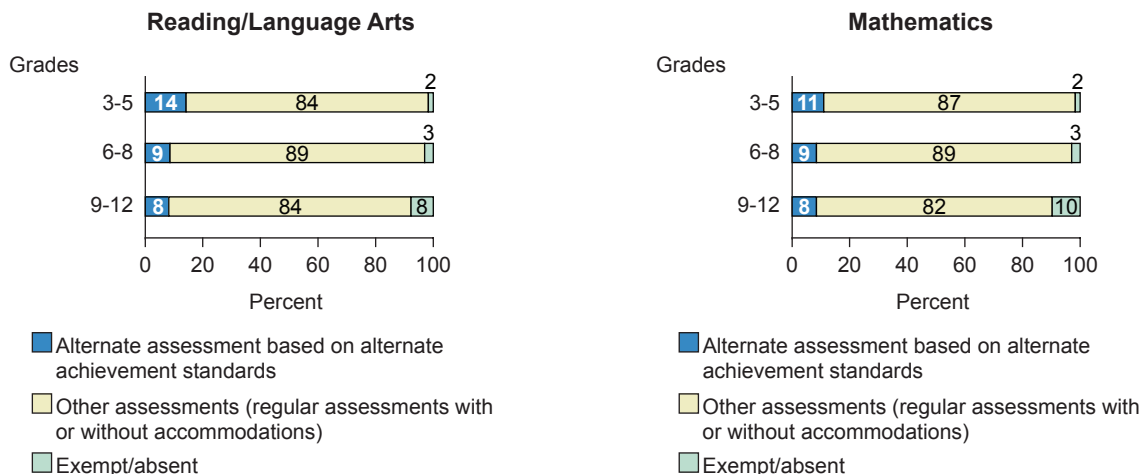 Reading/Language Arts
Grades
2
3-5
14
84
3
6-8
9
89
9-12
8
84
8
0 20 40 60 80 100
Percent
Alternate assessment based on alternate
achievement standards
Other assessments (regular assessments with
or without accommodations)
Exempt/absent
Mathematics
Grades
2
3-5
11
87
3
6-8
9
89
9-12
8
82
10
0 20 40 60 80 100
Percent
Alternate assessment based on alternate
achievement standards
Other assessments (regular assessments with
or without accommodations)
Exempt/absent